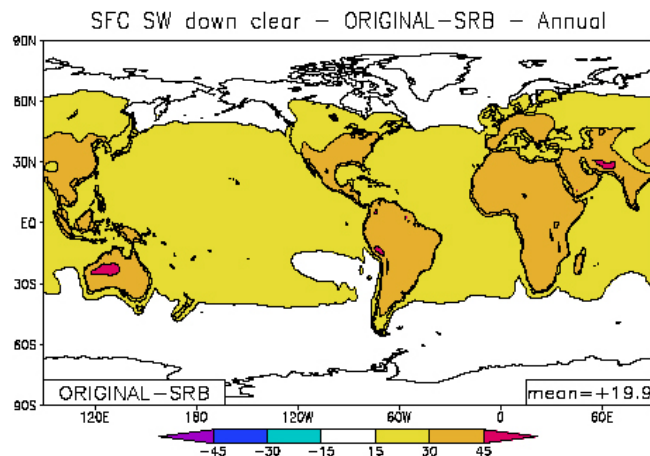 SFC SW down clear – ORIGINAL–SRB – Annual
90N
60N
30N
EQ
30S
60S
90S
ORIGINAL–SRB
mean=+19.9
120E 180 120W 60W 0 60E
−45 −30 −15 15 30 45